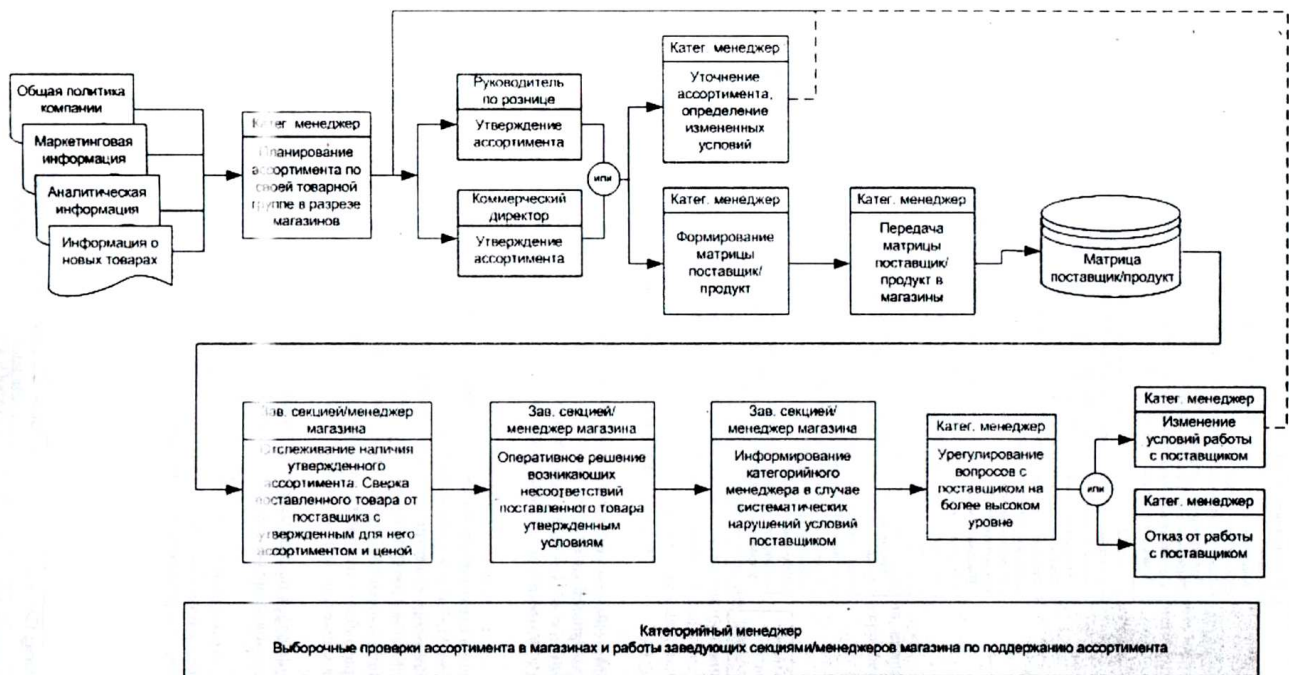 Общая политика
компании
Маркетинговая
информация
Аналитическая
информация
Информация о
новых товарах
Катег. менеджер
Планирование
ассортимента по
своей товарной
группе в разрезе
магазинов
Руководитель
по рознице
Утверждение
ассортимента
Коммерческий
директор
Утверждение
ассортимента
или
Катег. менеджер
Уточнение
ассортимента,
определение
измененных
условий
Катег. менеджер
Формирование
матрицы
поставщик/
продукт
Катег. менеджер
Передача
матрицы
поставщик/
продукт в
магазины
Матрица
поставщик/продукт
Зав. секцией/менеджер
магазина
Отслеживание наличия
утвержденного
ассортимента. Сверка
поставленного товара от
поставщика с
утвержденным для него
ассортиментом и ценой
Зав. секцией/
менеджер магазина
Оперативное решение
возникающих
несоответствий
поставленного товара
утвержденным
условиям
Зав. секцией/
менеджер магазина
Информирование
категорийного
менеджера в случае
систематических
нарушений условий
поставщиком
Катег. менеджер
Урегулирование
вопросов с
поставщиком на
более высоком
уровне
или
Катег. менеджер
Изменение
условий работы
с поставщиком
Катег. менеджер
Отказ от работы
с поставщиком
Категорийный менеджер
Выборочные проверки ассортимента в магазинах и работы заведующих секциями/менеджеров магазина по поддержанию ассортимента